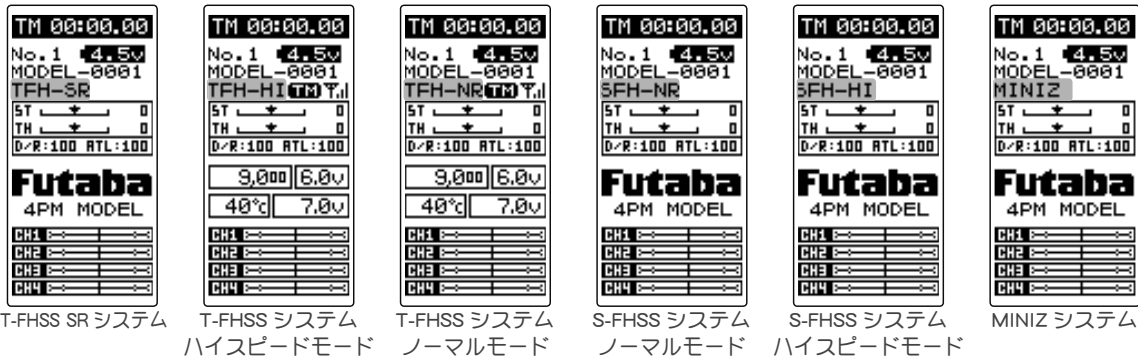 TM 00:00.00
No.1 4.5v
MODEL-0001
TFH-SR
ST 0
TH 0
D/R:100 ATL:100
Futaba
4PM MODEL
CH1
CH2
CH3
CH4
T-FHSS SR システム
TM 00:00.00
No.1 4.5v
MODEL-0001
TFH-HI TM
ST 0
TH 0
D/R:100 ATL:100
9,000 6.0v
40℃ 7.0v
CH1
CH2
CH3
CH4
T-FHSS システム
ハイスピードモード
TM 00:00.00
No.1 4.5v
MODEL-0001
TFH-NR TM
ST 0
TH 0
D/R:100 ATL:100
9,000 6.0v
40℃ 7.0v
CH1
CH2
CH3
CH4
T-FHSS システム
ノーマルモード
TM 00:00.00
No.1 4.5v
MODEL-0001
SFH-NR
ST 0
TH 0
D/R:100 ATL:100
Futaba
4PM MODEL
CH1
CH2
CH3
CH4
S-FHSS システム
ノーマルモード
TM 00:00.00
No.1 4.5v
MODEL-0001
SFH-HI
ST 0
TH 0
D/R:100 ATL:100
Futaba
4PM MODEL
CH1
CH2
CH3
CH4
S-FHSS システム
ハイスピードモード
TM 00:00.00
No.1 4.5v
MODEL-0001
MINIZ
ST 0
TH 0
D/R:100 ATL:100
Futaba
4PM MODEL
CH1
CH2
CH3
CH4
MINIZ システム